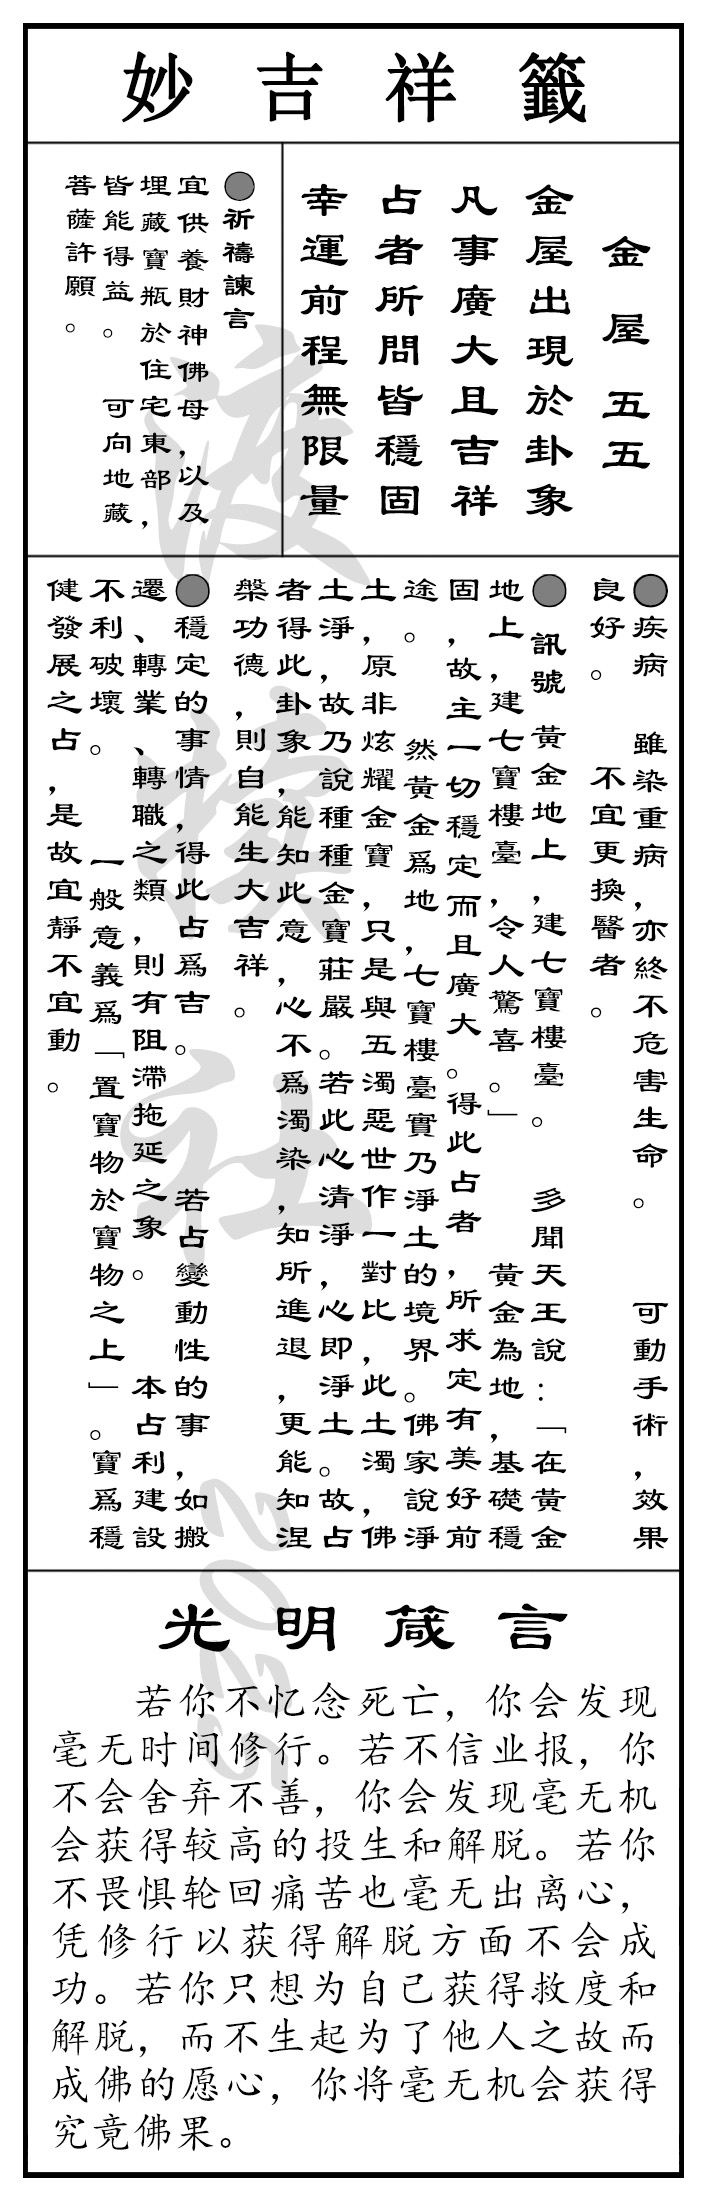 妙吉祥籤
金屋五五
金屋出現於卦象
凡事廣大且吉祥
占者所問皆穩固
幸運前程無限量
●祈禱諫言
宜供養財神佛母,以及
埋藏寶瓶於住宅東部,
皆能得益。 可向地藏
菩薩許願。
●疾病 雖染重病,亦終不危害生命。 可動手術,效果
良好。 不宜更換醫者。
●訊號 黃金地上,建七寶樓臺。 多聞天王說:「在黃金
地上,建七寶樓臺,令人驚喜。」 黃金為地,基礎穩
固,故主一切穩定而且廣大。得此占者,所求定有美好前
途。 然黃金爲地,七寶樓臺實乃淨土的境界。佛家說淨
土,原非炫耀金寶,只是與五濁惡世作一對比,此土濁,佛
土淨,故乃說種種金寶莊嚴。若此心清淨,心即淨土。故占
者得此卦象,能知此意,心不爲濁染,知所進退,更能知涅
槃功德,則自能生大吉祥。
●穩定的事情,得此占爲吉。 若占變動性的事,如搬
遷、轉業、轉職之類,則有阻滯拖延之象。 本占利建設
不利破壞。 一般意義爲「置寶物於寶物之上」。寶爲穩
健發展之占,是故宜靜不宜動。
光明箴言
若你不忆念死亡，你会发现
毫无时间修行。若不信业报，你
不会舍弃不善，你会发现毫无机
会获得较高的投生和解脱。若你
不畏惧轮回痛苦也毫无出离心，
凭修行以获得解脱方面不会成
功。若你只想为自己获得救度和
解脱，而不生起为了他人之故而
成佛的愿心，你将毫无机会获得
究竟佛果。
2025